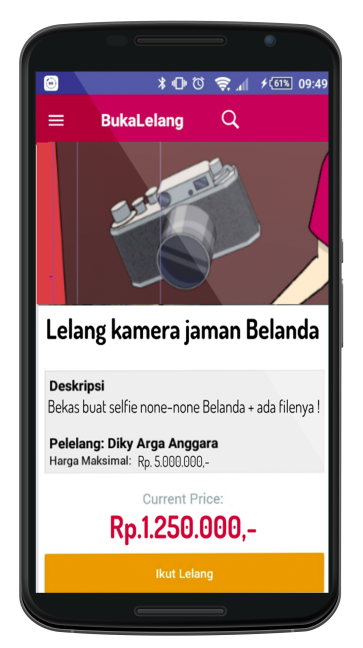 61% 09:49
BukaLelang
Lelang kamera jaman Belanda
Deskripsi
Bekas buat selfie none-none Belanda + ada filenya !
Pelelang: Diky Arga Anggara
Harga Maksimal: Rp. 5.000.000,-
Current Price:
Rp.1.250.000,-
Ikut Lelang